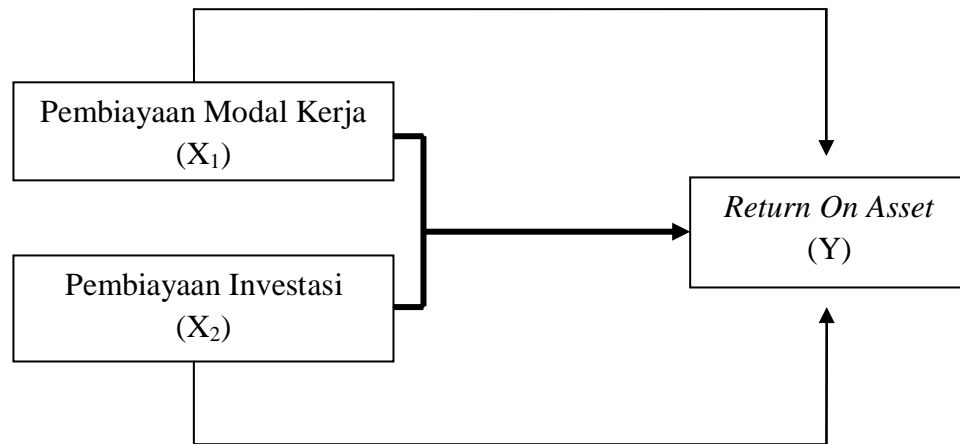 Pembiayaan Modal Kerja
(X₁)
Return On Asset
(Y)
Pembiayaan Investasi
(X₂)